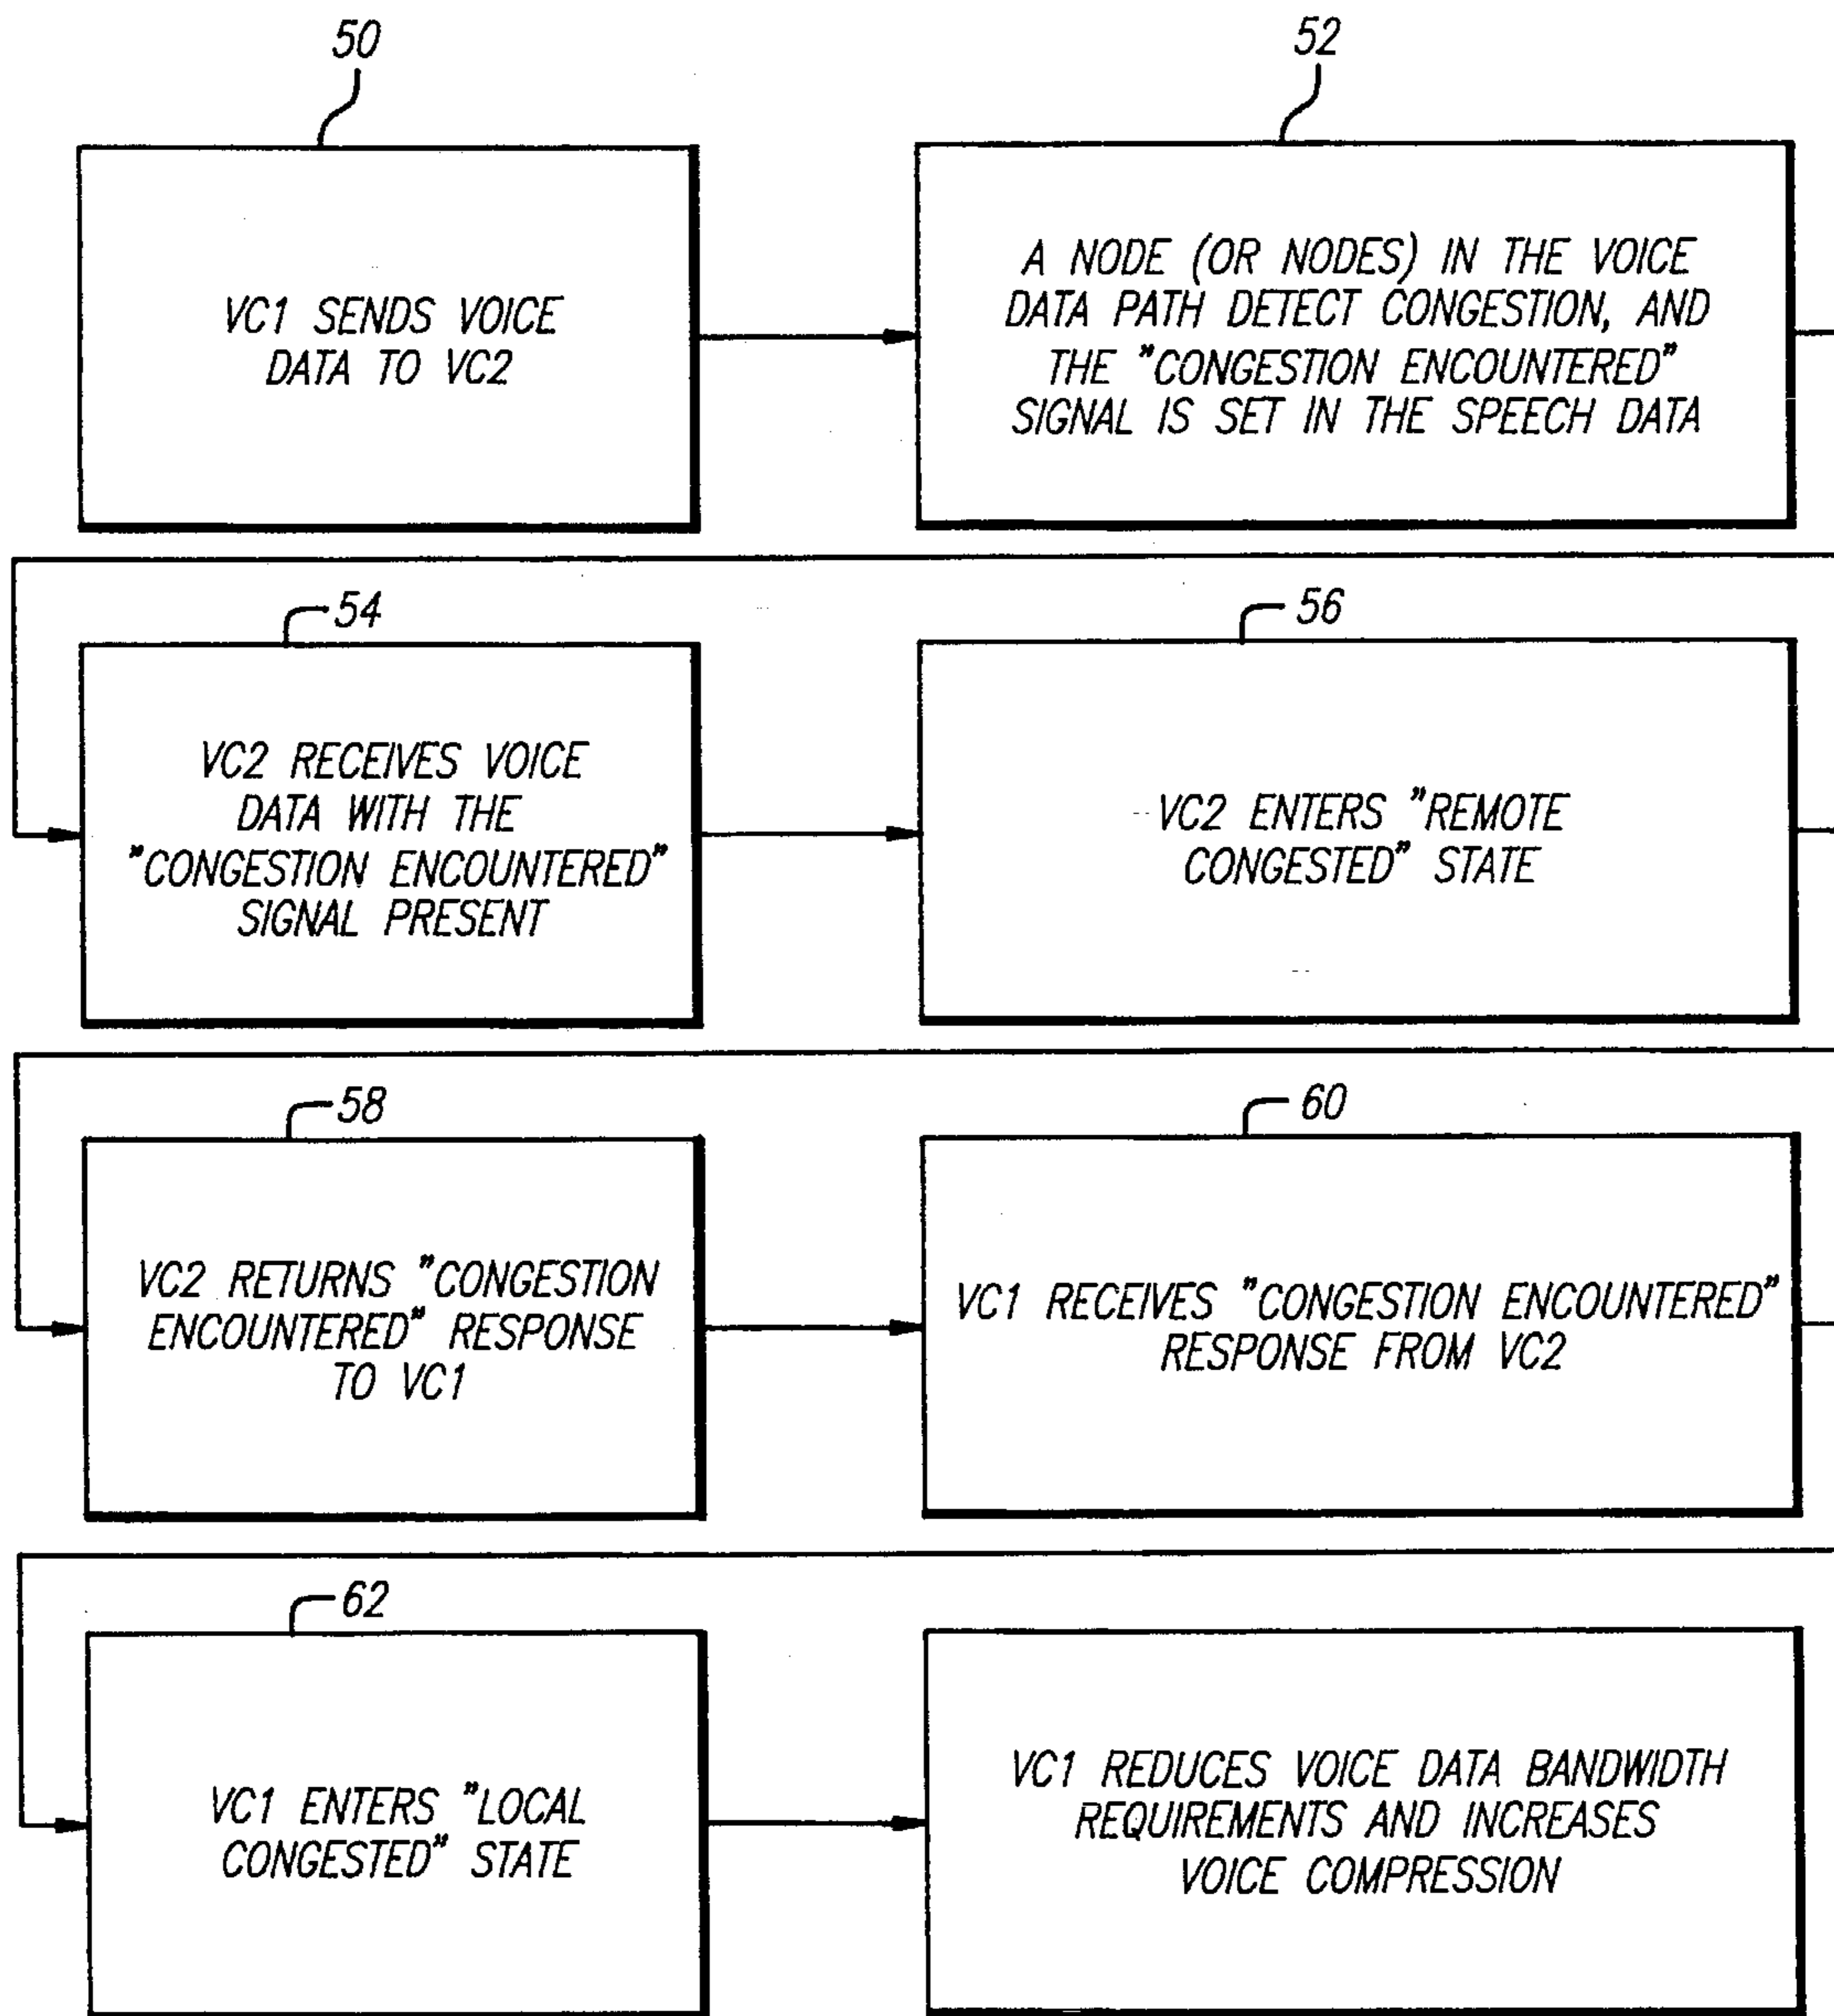 50
52
VC1 SENDS VOICE
DATA TO VC2
A NODE (OR NODES) IN THE VOICE
DATA PATH DETECT CONGESTION, AND
THE "CONGESTION ENCOUNTERED"
SIGNAL IS SET IN THE SPEECH DATA
54
56
VC2 RECEIVES VOICE
DATA WITH THE
"CONGESTION ENCOUNTERED"
SIGNAL PRESENT
VC2 ENTERS "REMOTE
CONGESTED" STATE
58
60
VC2 RETURNS "CONGESTION
ENCOUNTERED" RESPONSE
TO VC1
VC1 RECEIVES "CONGESTION ENCOUNTERED"
RESPONSE FROM VC2
62
VC1 ENTERS "LOCAL
CONGESTED" STATE
VC1 REDUCES VOICE DATA BANDWIDTH
REQUIREMENTS AND INCREASES
VOICE COMPRESSION